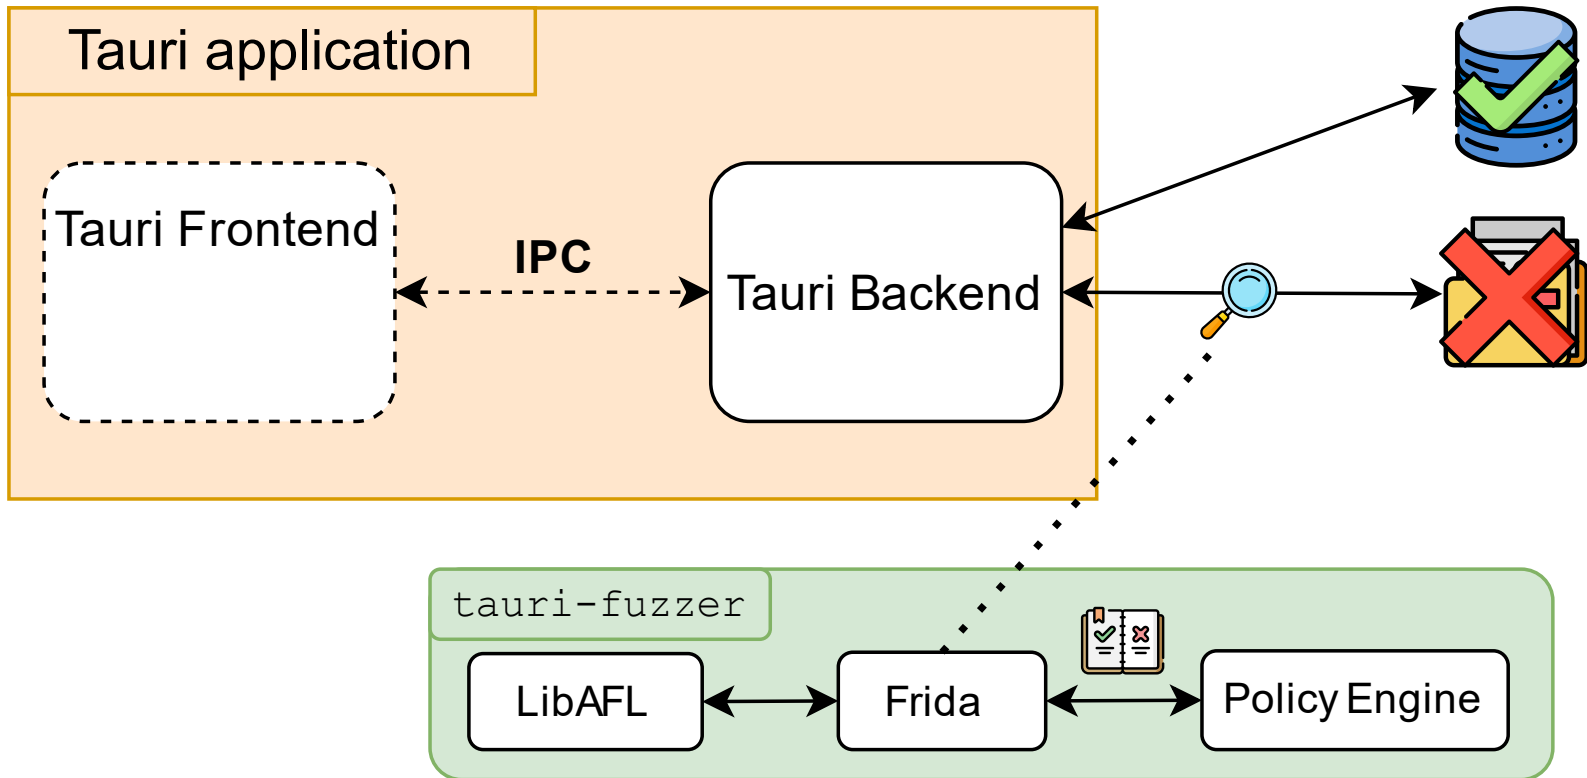 Tauri application
Tauri Frontend
IPC
Tauri Backend
tauri-fuzzer
LibAFL
Frida
Policy Engine